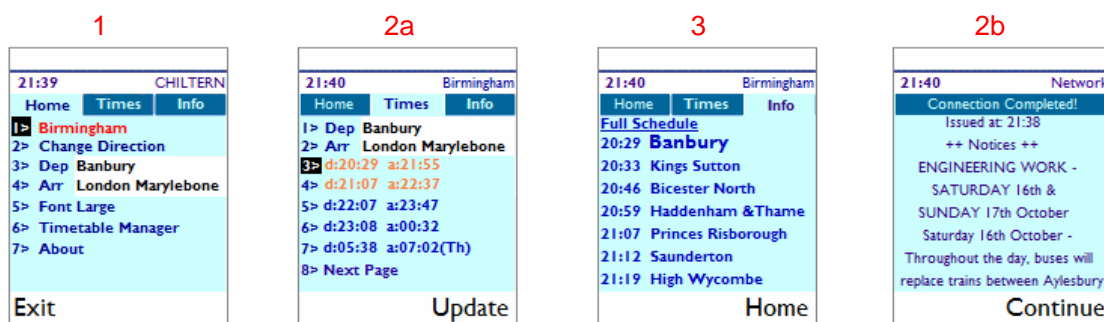 1
21:39 CHILTERN
Home Times Info
1> Birmingham
2> Change Direction
3> Dep Banbury
4> Arr London Marylebone
5> Font Large
6> Timetable Manager
7> About
Exit
2a
21:40 Birmingham
Home Times Info
1> Dep Banbury
2> Arr London Marylebone
3> d:20:29 a:21:55
4> d:21:07 a:22:37
5> d:22:07 a:23:47
6> d:23:08 a:00:32
7> d:05:38 a:07:02(Th)
8> Next Page
Update
3
21:40 Birmingham
Home Times Info
Full Schedule
20:29 Banbury
20:33 Kings Sutton
20:46 Bicester North
20:59 Haddenham &Thame
21:07 Princes Risborough
21:12 Saunderton
21:19 High Wycombe
Home
2b
21:40 Network
Connection Completed!
Issued at: 21:38
++ Notices ++
ENGINEERING WORK -
SATURDAY 16th &
SUNDAY 17th October
Saturday 16th October -
Throughout the day, buses will
replace trains between Aylesbury
Continue